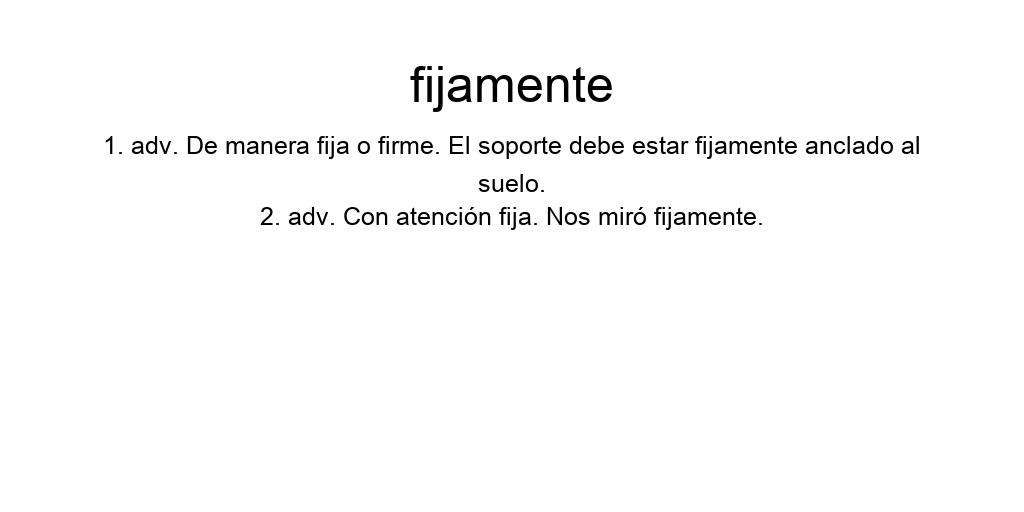 fijamente
1. adv. De manera fija o firme. El soporte debe estar fijamente anclado al
suelo.
2. adv. Con atención fija. Nos miró fijamente.